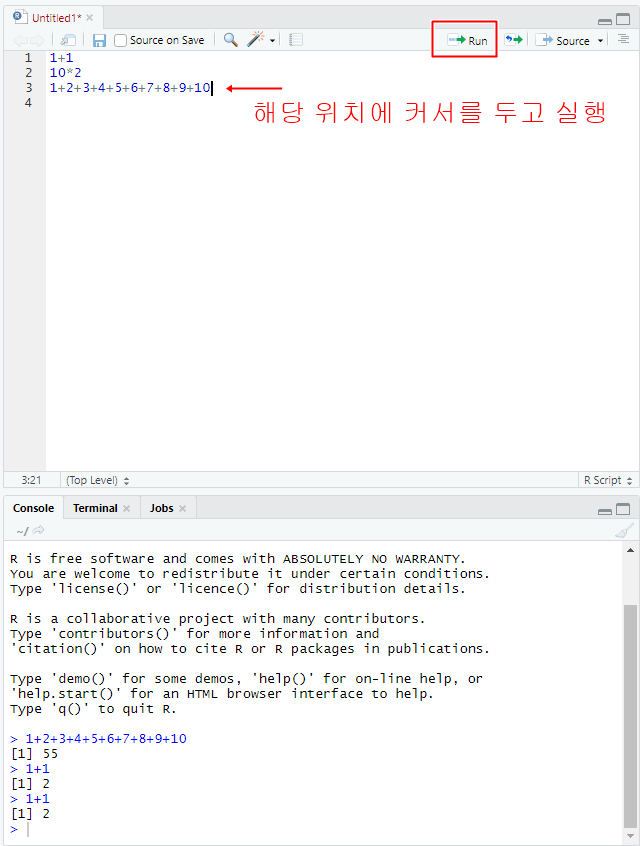 Untitled1*
Source on Save
Run
Source
1 1+1
2 10*2
3 1+2+3+4+5+6+7+8+9+10
4
해당 위치에 커서를 두고 실행
3:21 (Top Level) R Script
Console Terminal Jobs
~/
R is free software and comes with ABSOLUTELY NO WARRANTY.
You are welcome to redistribute it under certain conditions.
Type 'license()' or 'licence()' for distribution details.
R is a collaborative project with many contributors.
Type 'contributors()' for more information and
'citation()' on how to cite R or R packages in publications.
Type 'demo()' for some demos, 'help()' for on-line help, or
'help.start()' for an HTML browser interface to help.
Type 'q()' to quit R.
> 1+2+3+4+5+6+7+8+9+10
[1] 55
> 1+1
[1] 2
> 1+1
[1] 2
>